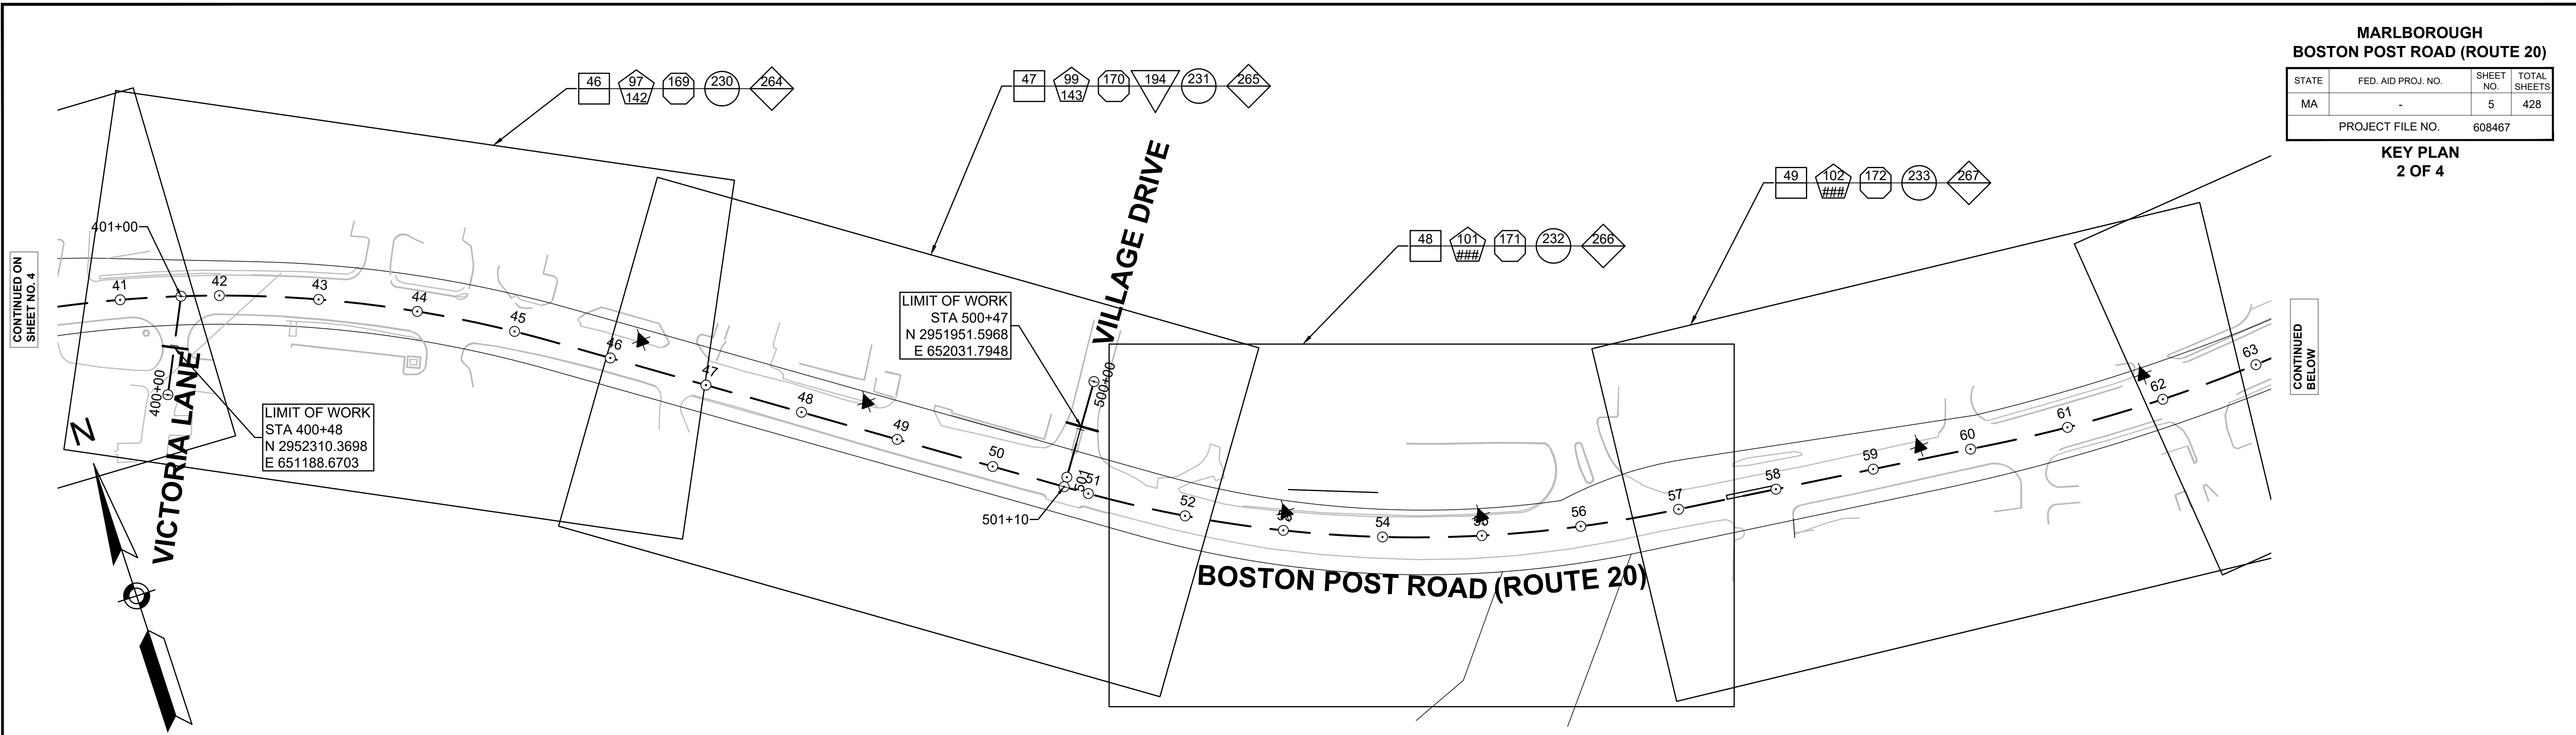 MARLBOROUGH
BOSTON POST ROAD (ROUTE 20)
STATE FED. AID PROJ. NO. SHEET NO. TOTAL SHEETS
MA - 5 428
PROJECT FILE NO. 608467
KEY PLAN
2 OF 4
46 97 142 169 230 264
47 99 143 170 194 231 265
48 101 ### 171 232 266
49 102 ### 172 233 267
CONTINUED ON
SHEET NO. 4
401+00
400+00
VICTORIA LANE
N
LIMIT OF WORK
STA 400+48
N 2952310.3698
E 651188.6703
VILLAGE DRIVE
LIMIT OF WORK
STA 500+47
N 2951951.5968
E 652031.7948
500+00
501
501+10
41 42 43 44 45 46 47 48 49 50 51 52 53 54 55 56 57 58 59 60 61 62 63
BOSTON POST ROAD (ROUTE 20)
CONTINUED
BELOW